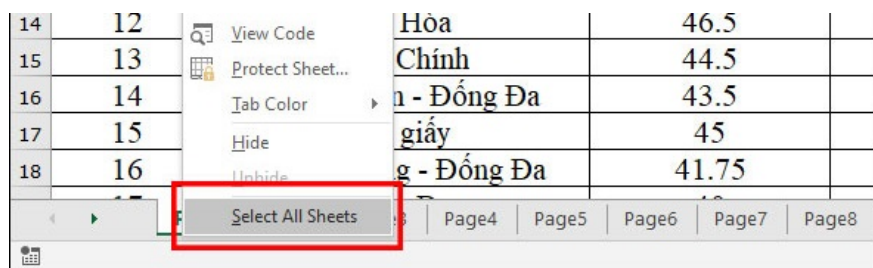 14 12 View Code Hòa 46.5
15 13 Protect Sheet... Chính 44.5
16 14 Tab Color - Đống Đa 43.5
17 15 Hide giấy 45
18 16 Unhide - Đống Đa 41.75
Select All Sheets Page4 Page5 Page6 Page7 Page8